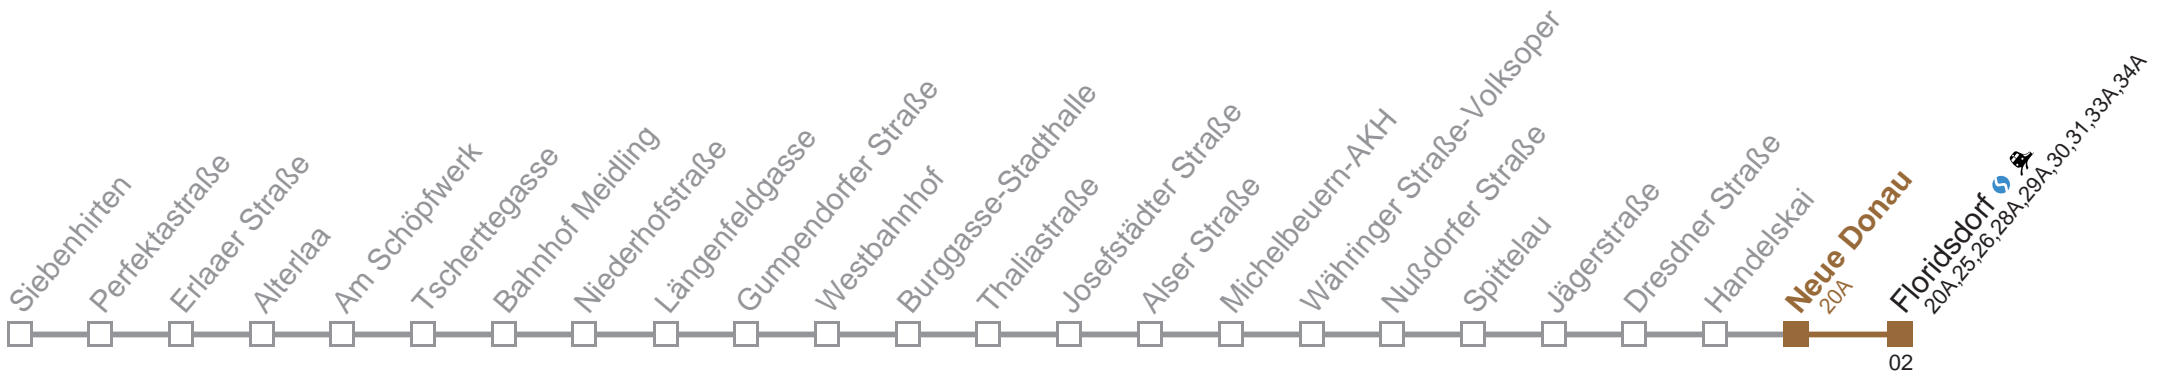 Siebenhirten
Perfektastraße
Erlaaer Straße
Alterlaa
Am Schöpfwerk
Tscherttegasse
Bahnhof Meidling
Niederhofstraße
Längenfeldgasse
Gumpendorfer Straße
Westbahnhof
Burggasse-Stadthalle
Thaliastraße
Josefstädter Straße
Alser Straße
Michelbeuern-AKH
Währinger Straße-Volksoper
Nußdorfer Straße
Spittelau
Jägerstraße
Dresdner Straße
Handelskai
Neue Donau
20A
Floridsdorf
20A,25,26,28A,29A,30,31,33A,34A
02